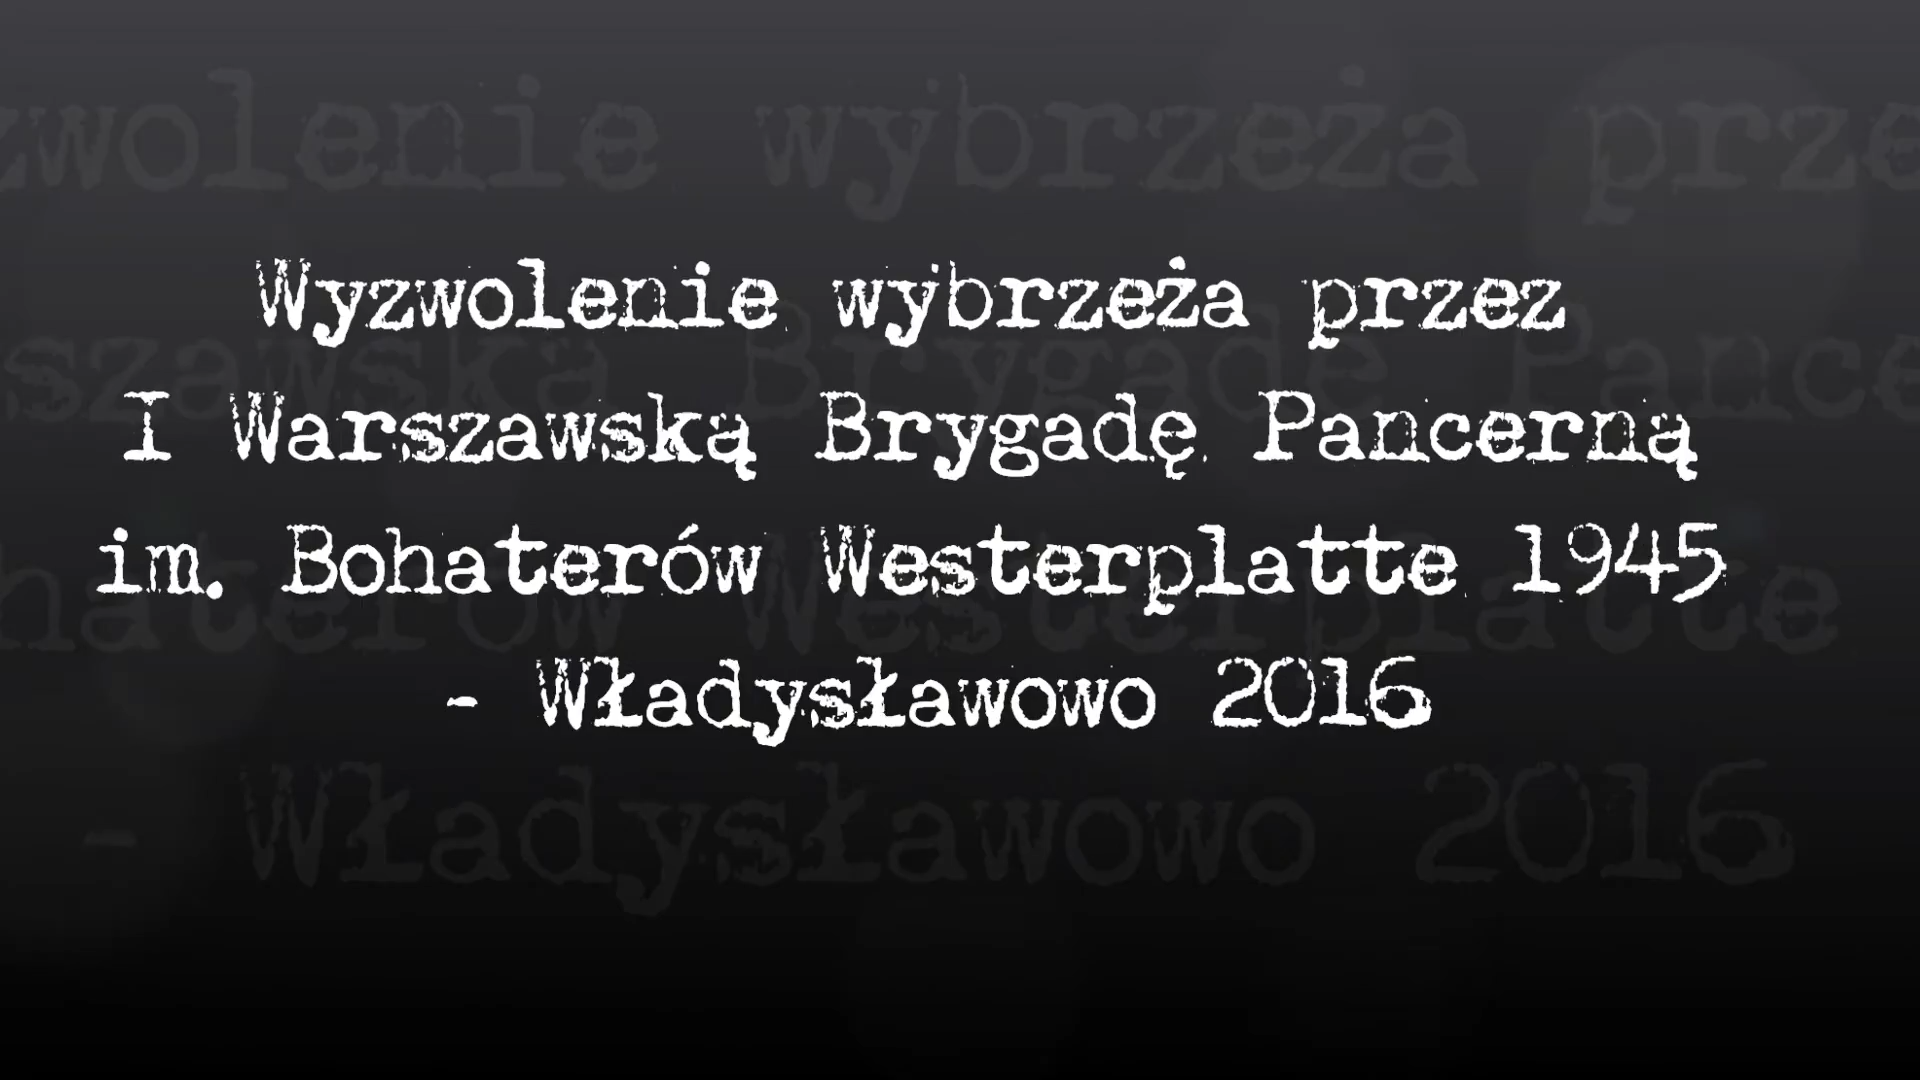 Wyzwolenie wybrzeża przez
I Warszawską Brygadę Pancerną
im. Bohaterów Westerplatte 1945
- Władysławowo 2016